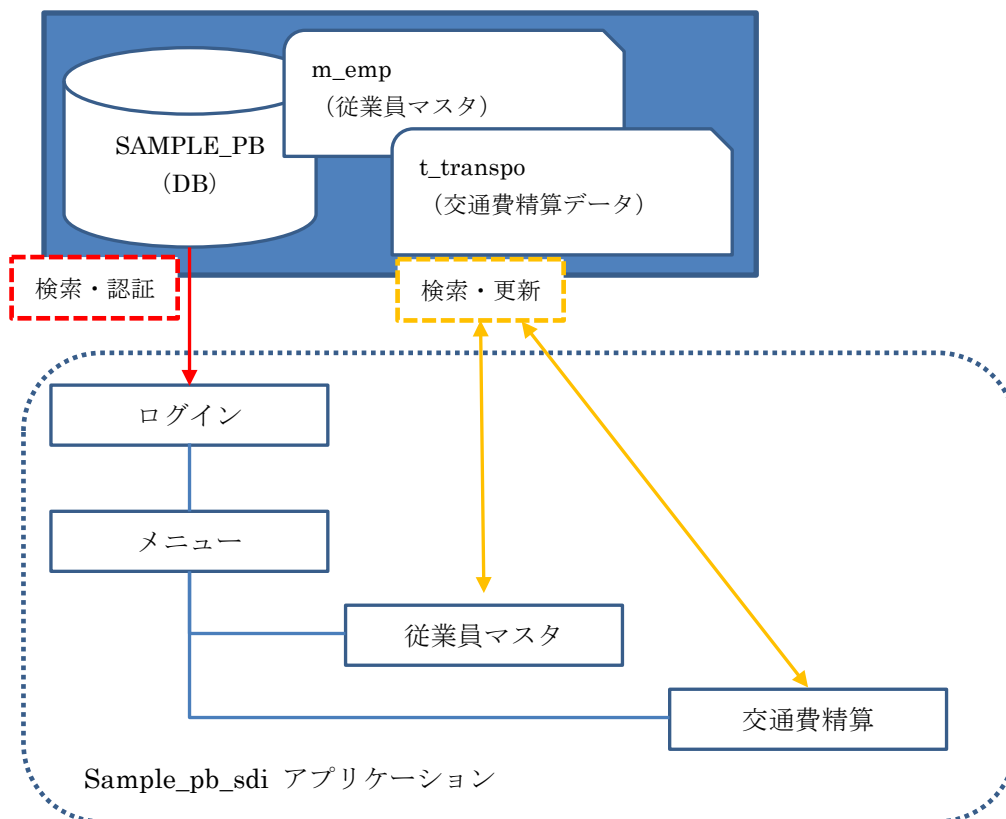 m_emp
（従業員マスタ）
SAMPLE_PB
（DB）
t_transpo
（交通費精算データ）
検索・認証
検索・更新
ログイン
メニュー
従業員マスタ
交通費精算
Sample_pb_sdi アプリケーション